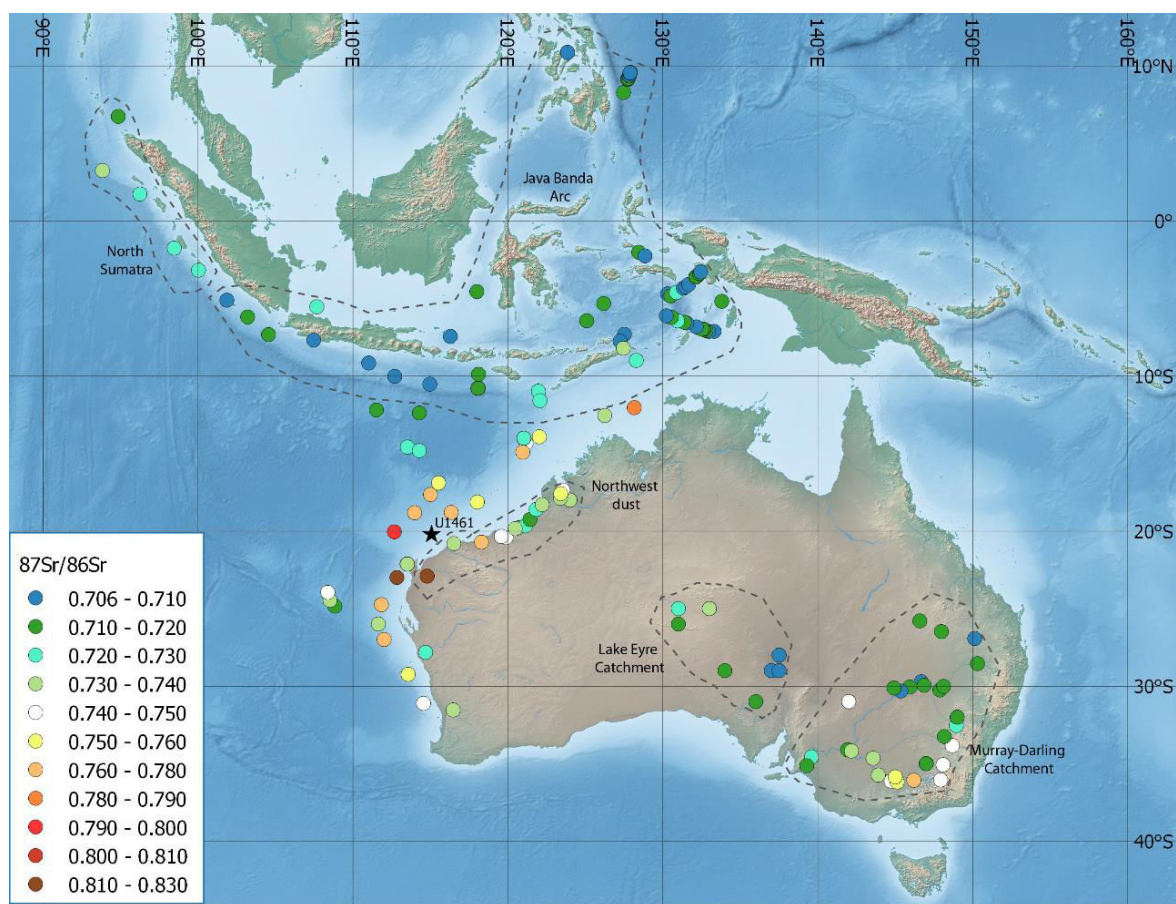 90°E
100°E
110°E
120°E
130°E
140°E
150°E
160°E
10°N
Java Banda
Arc
0°
North
Sumatra
10°S
Northwest
dust
U1461
20°S
Lake Eyre
Catchment
30°S
Murray-Darling
Catchment
40°S
87Sr/86Sr
0.706 - 0.710
0.710 - 0.720
0.720 - 0.730
0.730 - 0.740
0.740 - 0.750
0.750 - 0.760
0.760 - 0.780
0.780 - 0.790
0.790 - 0.800
0.800 - 0.810
0.810 - 0.830